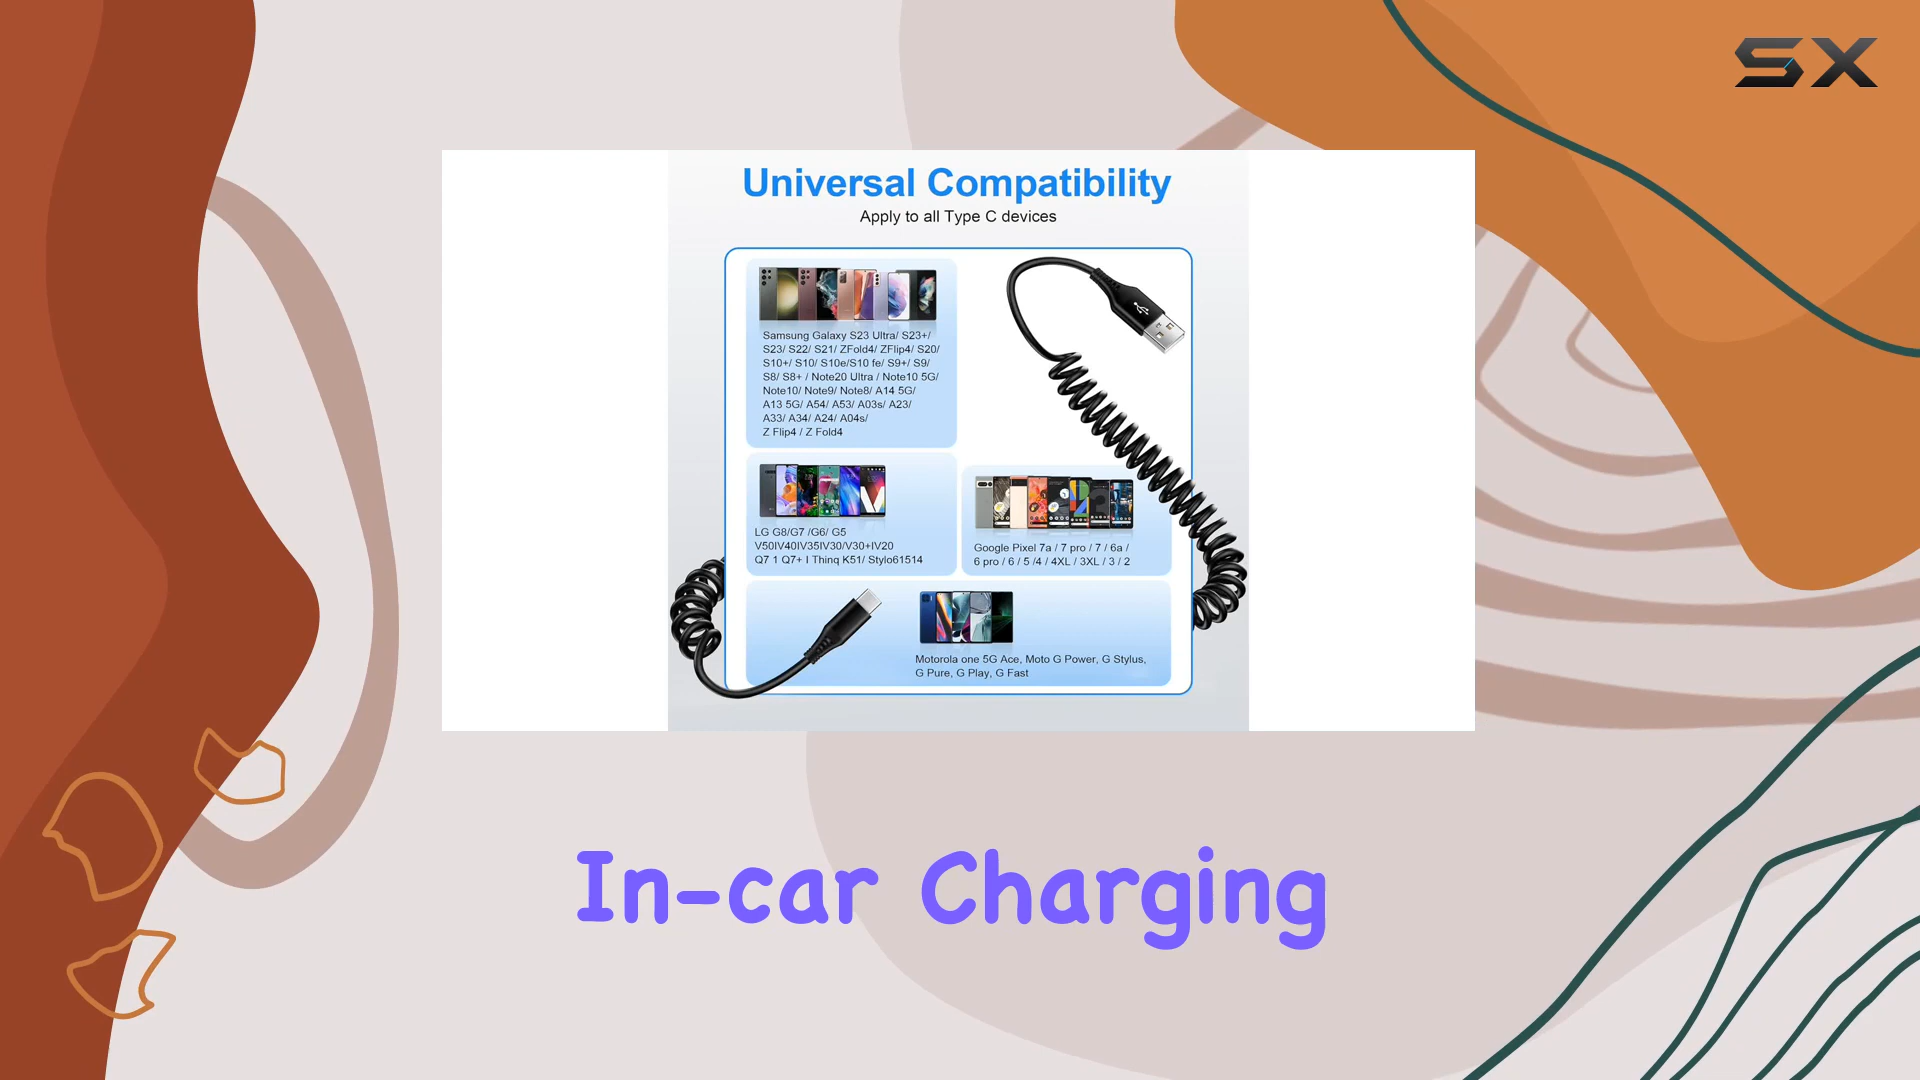 SX
Universal Compatibility
Apply to all Type C devices
Samsung Galaxy S23 Ultra/ S23+/
S23/ S22/ S21/ ZFold4/ ZFlip4/ S20/
S10+/ S10/ S10e/S10 fe/ S9+/ S9/
S8/ S8+ / Note20 Ultra / Note10 5G/
Note10/ Note9/ Note8/ A14 5G/
A13 5G/ A54/ A53/ A03s/ A23/
A33/ A34/ A24/ A04s/
Z Flip4 / Z Fold4
LG G8/G7 /G6/ G5
V50IV40IV35IV30/V30+IV20
Q7 1 Q7+ I Thinq K51/ Stylo61514
Google Pixel 7a / 7 pro / 7 / 6a /
6 pro / 6 / 5 /4 / 4XL / 3XL / 3 / 2
Motorola one 5G Ace, Moto G Power, G Stylus,
G Pure, G Play, G Fast
In-car Charging